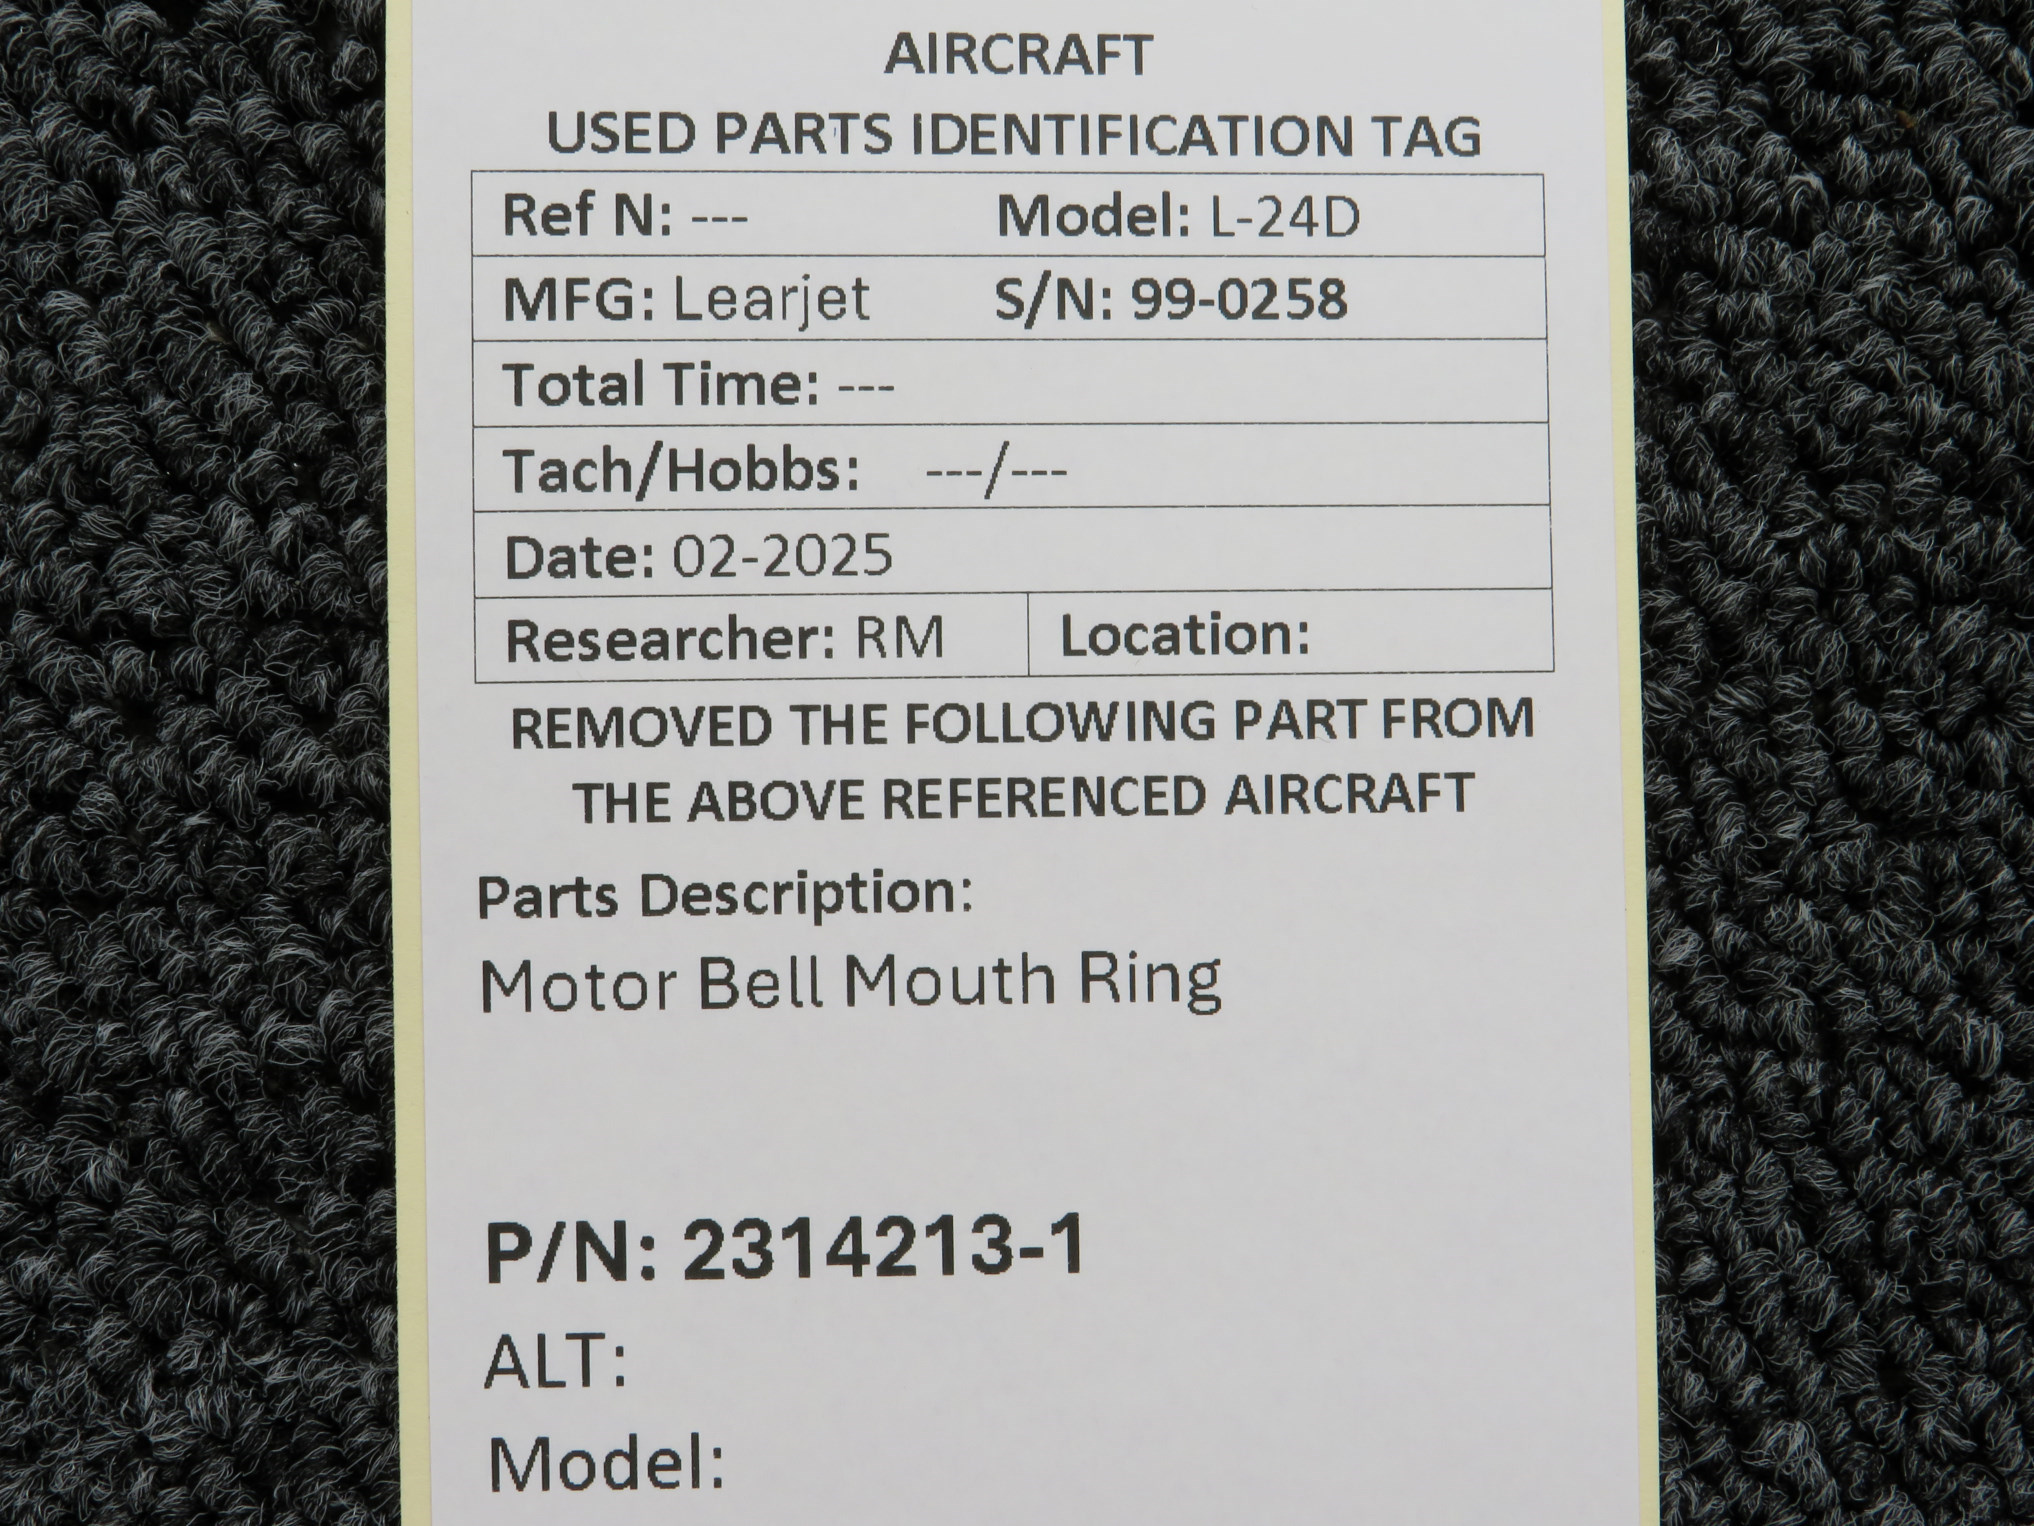 AIRCRAFT
USED PARTS IDENTIFICATION TAG
Ref N: --- Model: L-24D
MFG: Learjet S/N: 99-0258
Total Time: ---
Tach/Hobbs: ---/---
Date: 02-2025
Researcher: RM Location:
REMOVED THE FOLLOWING PART FROM
THE ABOVE REFERENCED AIRCRAFT
Parts Description:
Motor Bell Mouth Ring
P/N: 2314213-1
ALT:
Model: